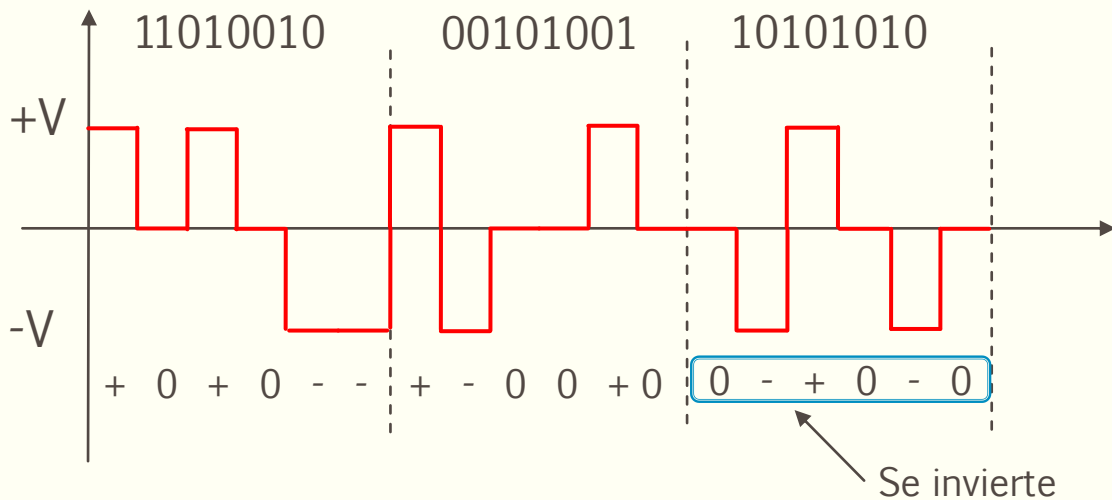 11010010 00101001 10101010
+V
-V
+ 0 + 0 - - + - 0 0 + 0 0 - + 0 - 0
Se invierte